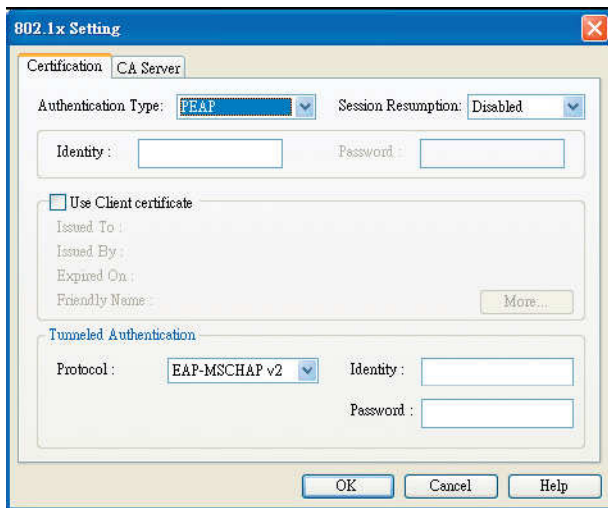 802.1x Setting
Certification CA Server
Authentication Type: PEAP Session Resumption: Disabled
Identity : Password :
Use Client certificate
Issued To :
Issued By :
Expired On :
Friendly Name : More...
Tunneled Authentication
Protocol : EAP-MSCHAP v2 Identity :
Password :
OK Cancel Help